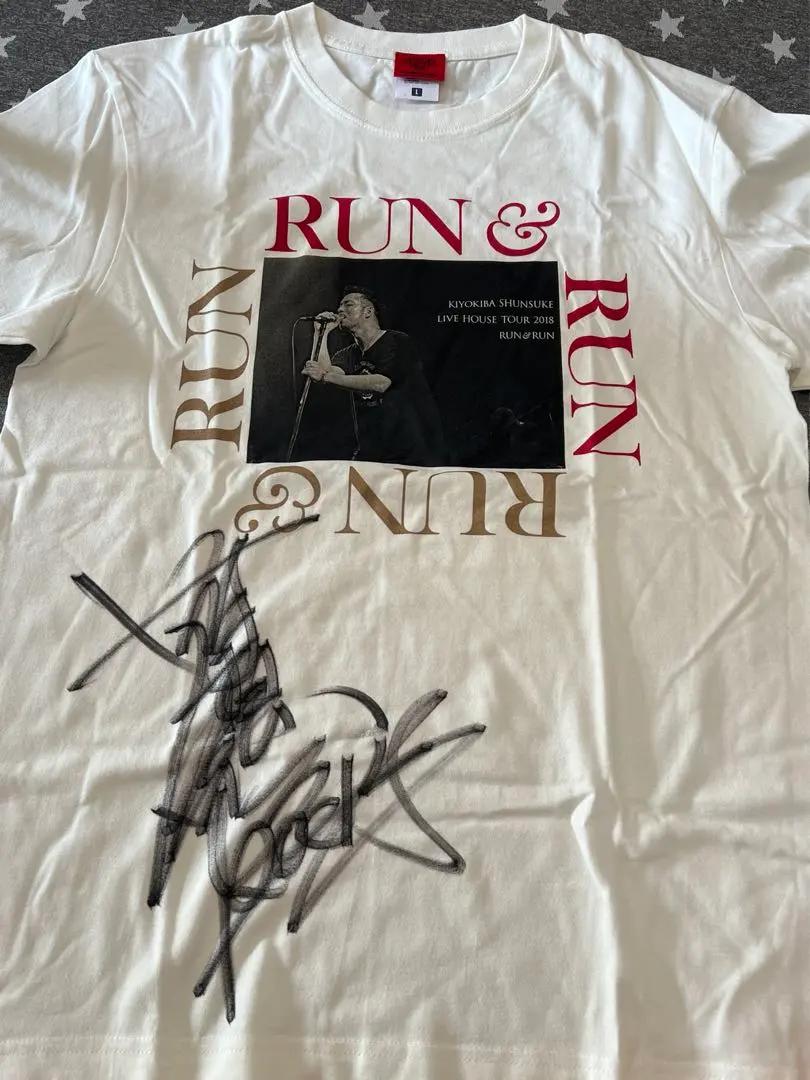 L
RUN &
RUN
KIYOKIBA SHUNSUKE
LIVE HOUSE TOUR 2018
RUN&RUN
RUN
RUN &